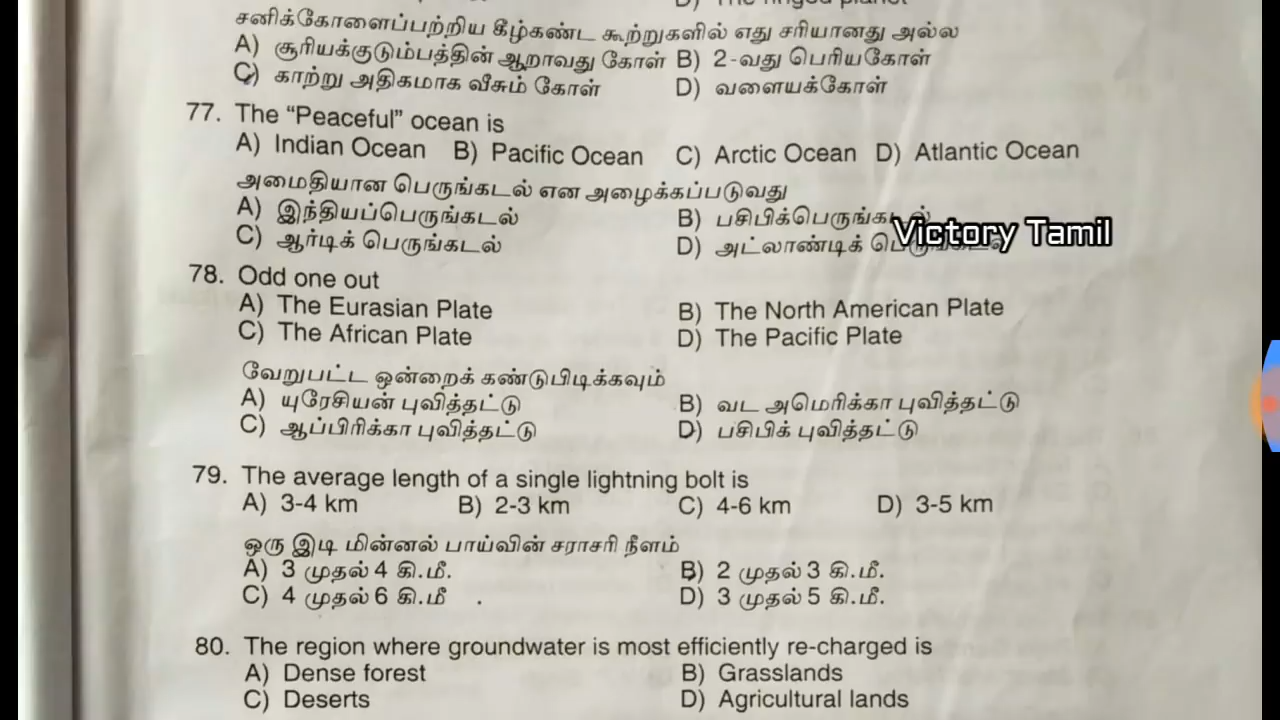 D) The ringed planet
சனிக்கோளைப்பற்றிய கீழ்கண்ட கூற்றுகளில் எது சரியானது அல்ல
A) சூரியக்குடும்பத்தின் ஆறாவது கோள் B) 2-வது பெரியகோள்
C) காற்று அதிகமாக வீசும் கோள் D) வளையக்கோள்
77. The “Peaceful” ocean is
A) Indian Ocean B) Pacific Ocean C) Arctic Ocean D) Atlantic Ocean
அமைதியான பெருங்கடல் என அழைக்கப்படுவது
A) இந்தியப்பெருங்கடல் B) பசிபிக்பெருங்கடல்
Victory Tamil
C) ஆர்டிக் பெருங்கடல் D) அட்லாண்டிக் பெருங்கடல்
78. Odd one out
A) The Eurasian Plate B) The North American Plate
C) The African Plate D) The Pacific Plate
வேறுபட்ட ஒன்றைக் கண்டுபிடிக்கவும்
A) யுரேசியன் புவித்தட்டு B) வட அமெரிக்கா புவித்தட்டு
C) ஆப்பிரிக்கா புவித்தட்டு D) பசிபிக் புவித்தட்டு
79. The average length of a single lightning bolt is
A) 3-4 km B) 2-3 km C) 4-6 km D) 3-5 km
ஒரு இடி மின்னல் பாய்வின் சராசரி நீளம்
A) 3 முதல் 4 கி.மீ. B) 2 முதல் 3 கி.மீ.
C) 4 முதல் 6 கி.மீ . D) 3 முதல் 5 கி.மீ.
80. The region where groundwater is most efficiently re-charged is
A) Dense forest B) Grasslands
C) Deserts D) Agricultural lands